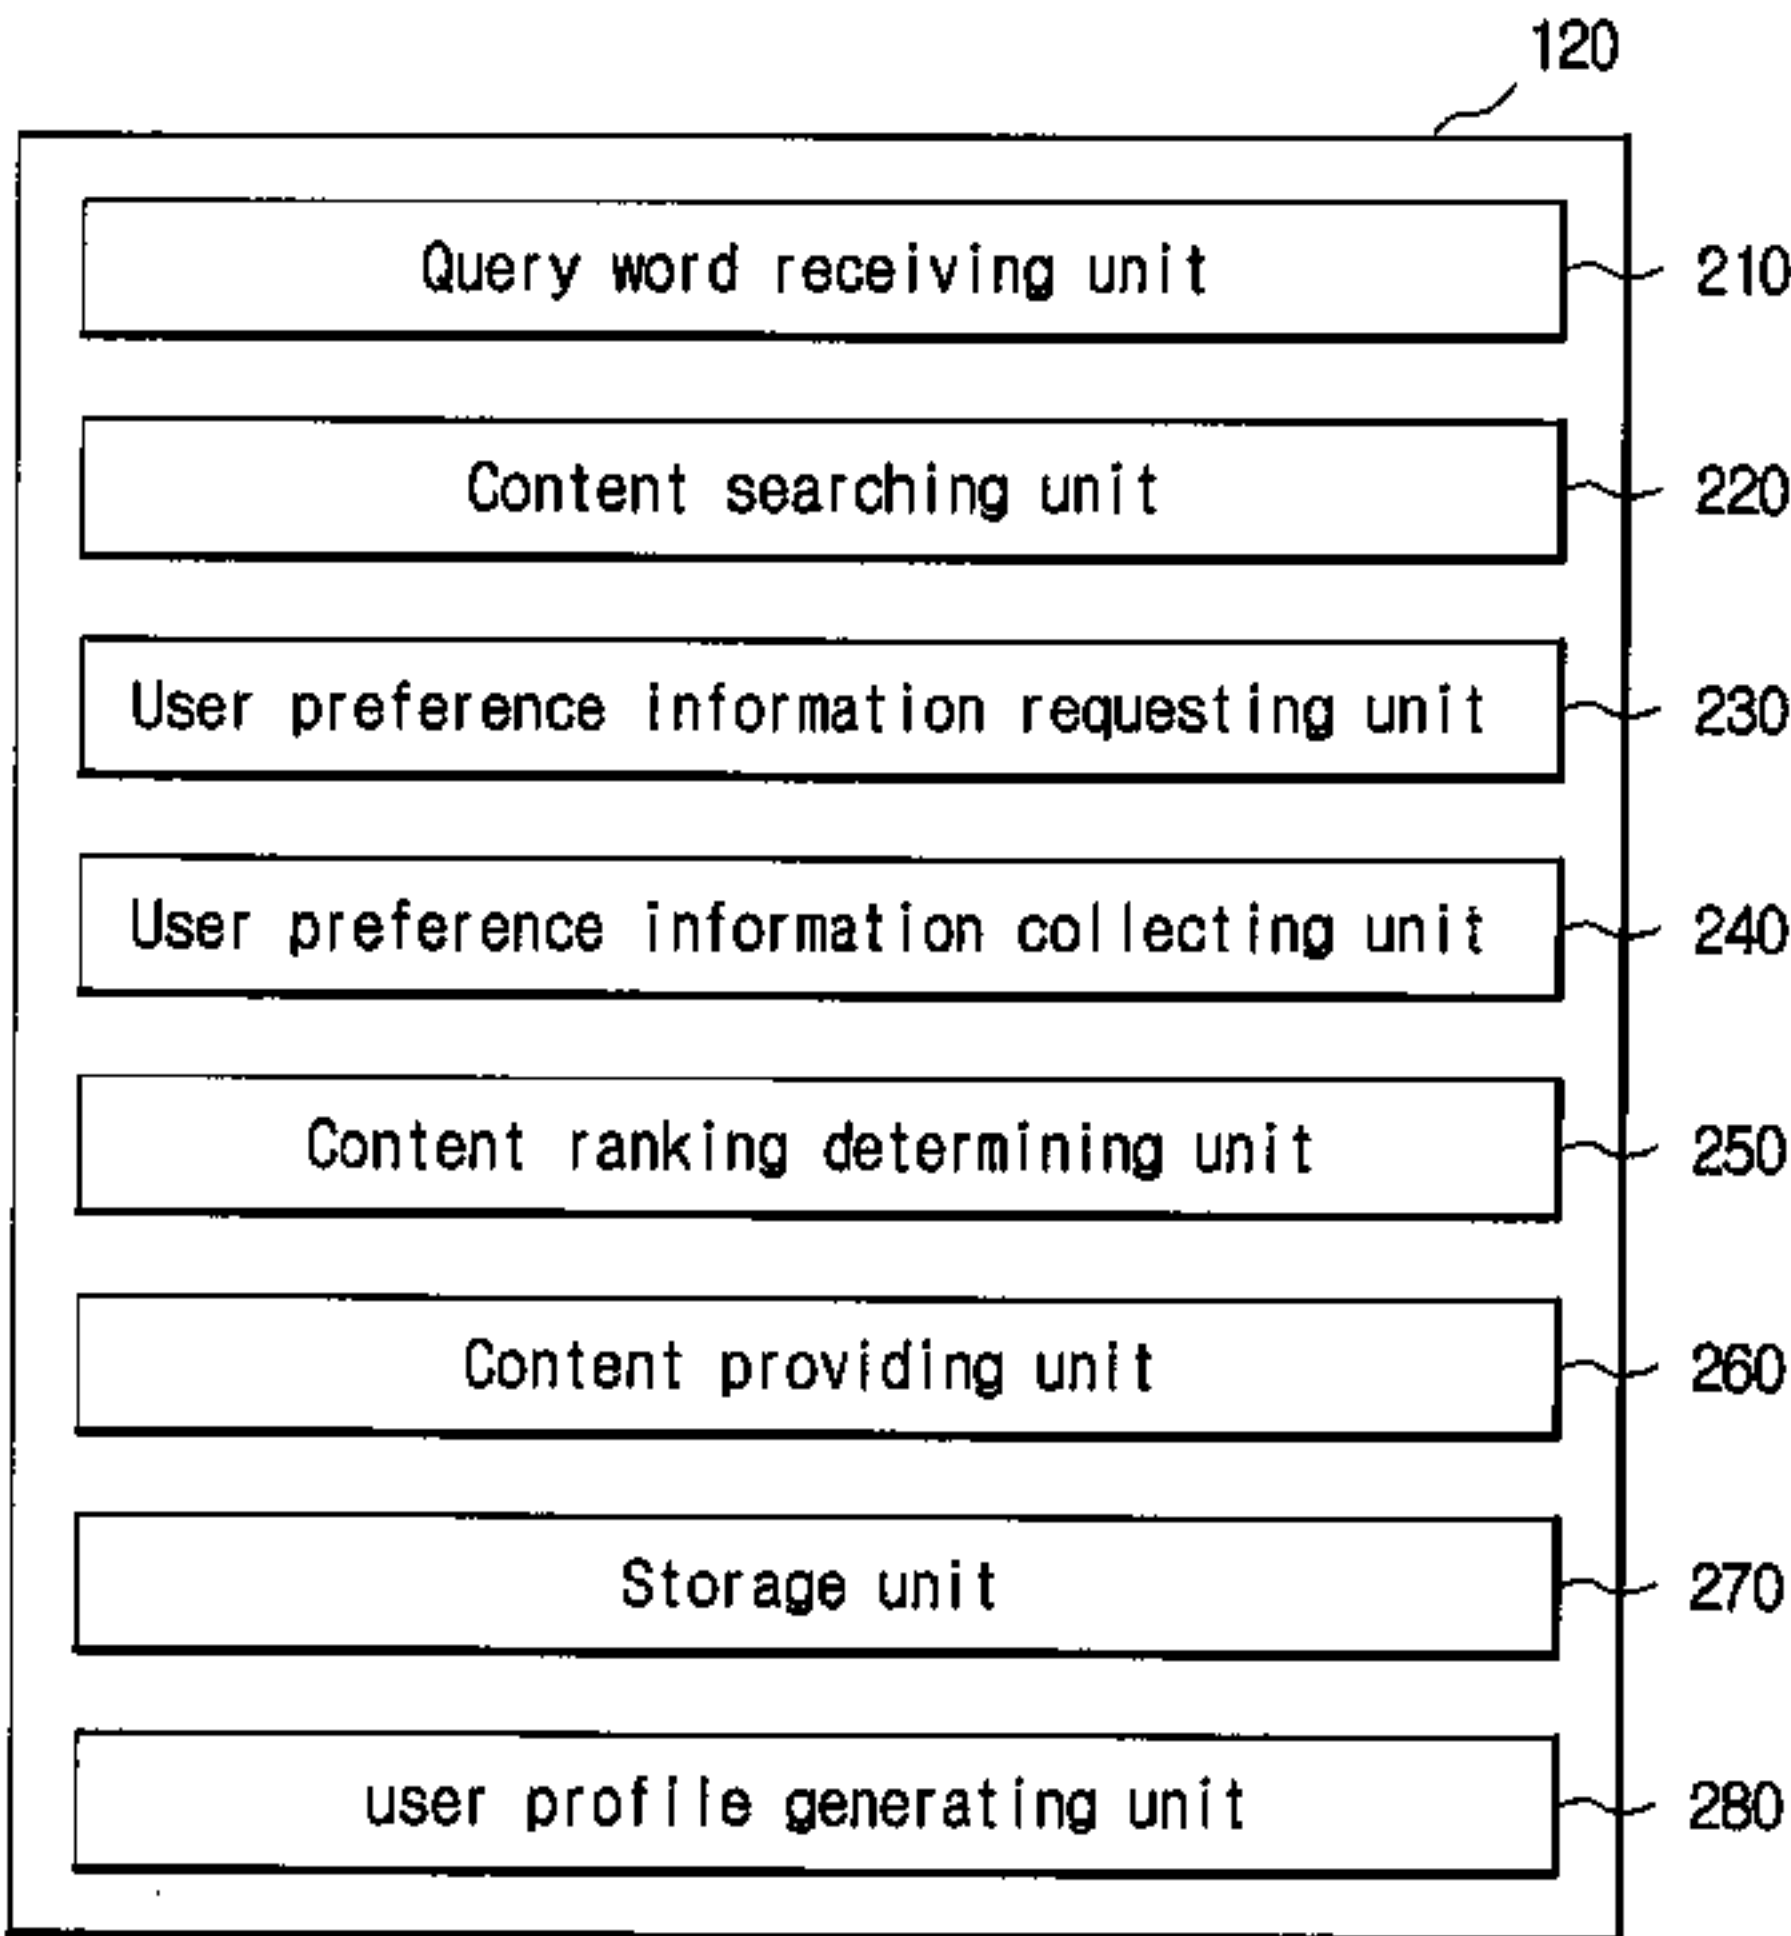 120
Query word receiving unit 210
Content searching unit 220
User preference information requesting unit 230
User preference information collecting unit 240
Content ranking determining unit 250
Content providing unit 260
Storage unit 270
user profile generating unit 280